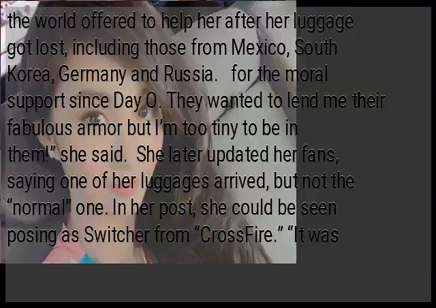 the world offered to help her after her luggage
got lost, including those from Mexico, South
Korea, Germany and Russia.   for the moral
support since Day O. They wanted to lend me their
fabulous armor but I'm too tiny to be in
them!” she said.  She later updated her fans,
saying one of her luggages arrived, but not the
“normal” one. In her post, she could be seen
posing as Switcher from “CrossFire.” “It was